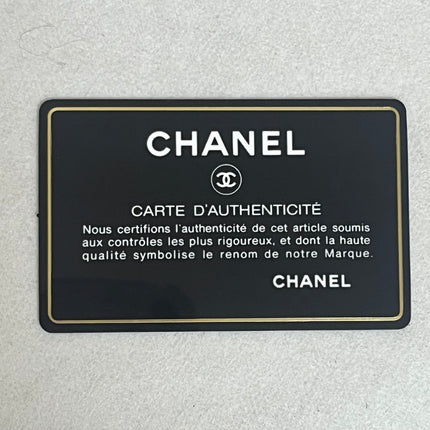 CHANEL
CARTE D'AUTHENTICITÉ
Nous certifions l'authenticité de cet article soumis
aux contrôles les plus rigoureux, et dont la haute
qualité symbolise le renom de notre Marque.
CHANEL